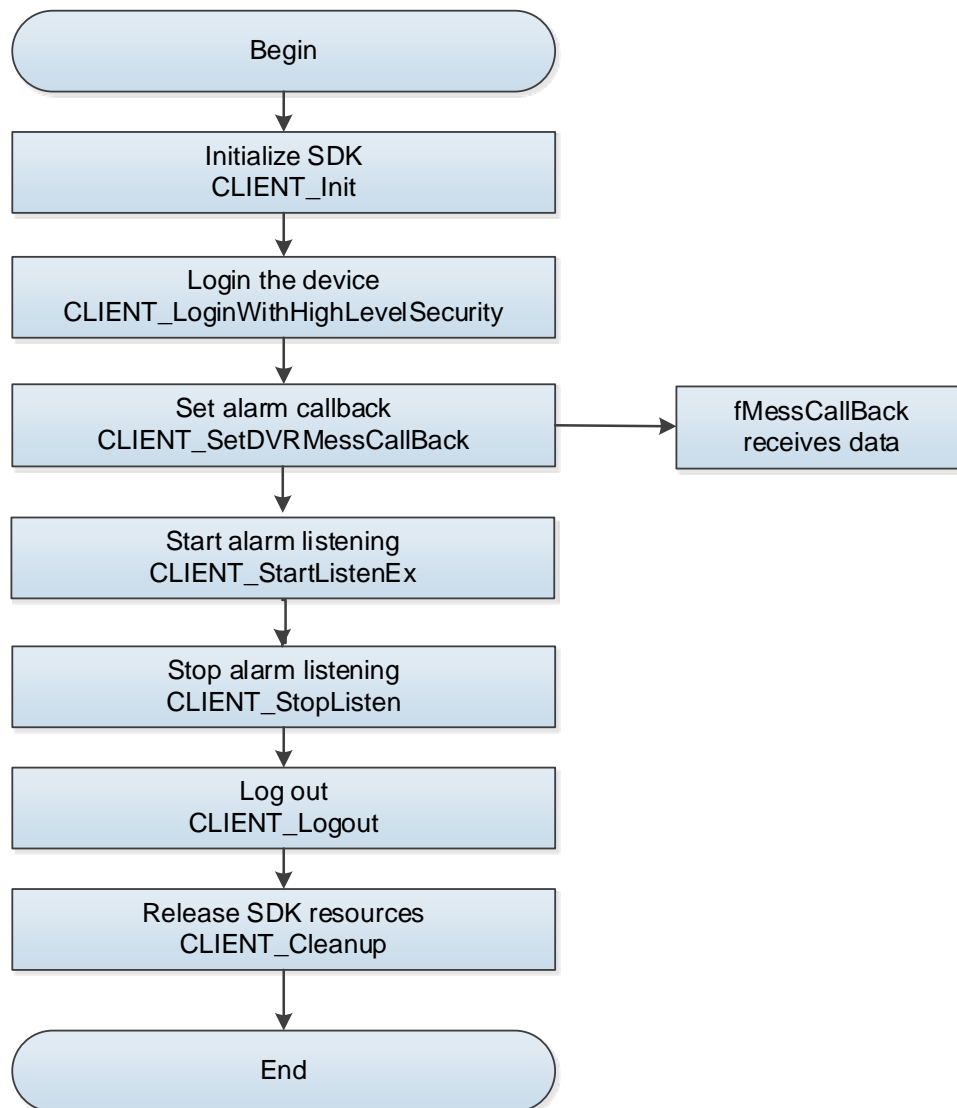 Begin
Initialize SDK
CLIENT_Init
Login the device
CLIENT_LoginWithHighLevelSecurity
Set alarm callback
CLIENT_SetDVRMessCallBack
fMessCallBack
receives data
Start alarm listening
CLIENT_StartListenEx
Stop alarm listening
CLIENT_StopListen
Log out
CLIENT_Logout
Release SDK resources
CLIENT_Cleanup
End